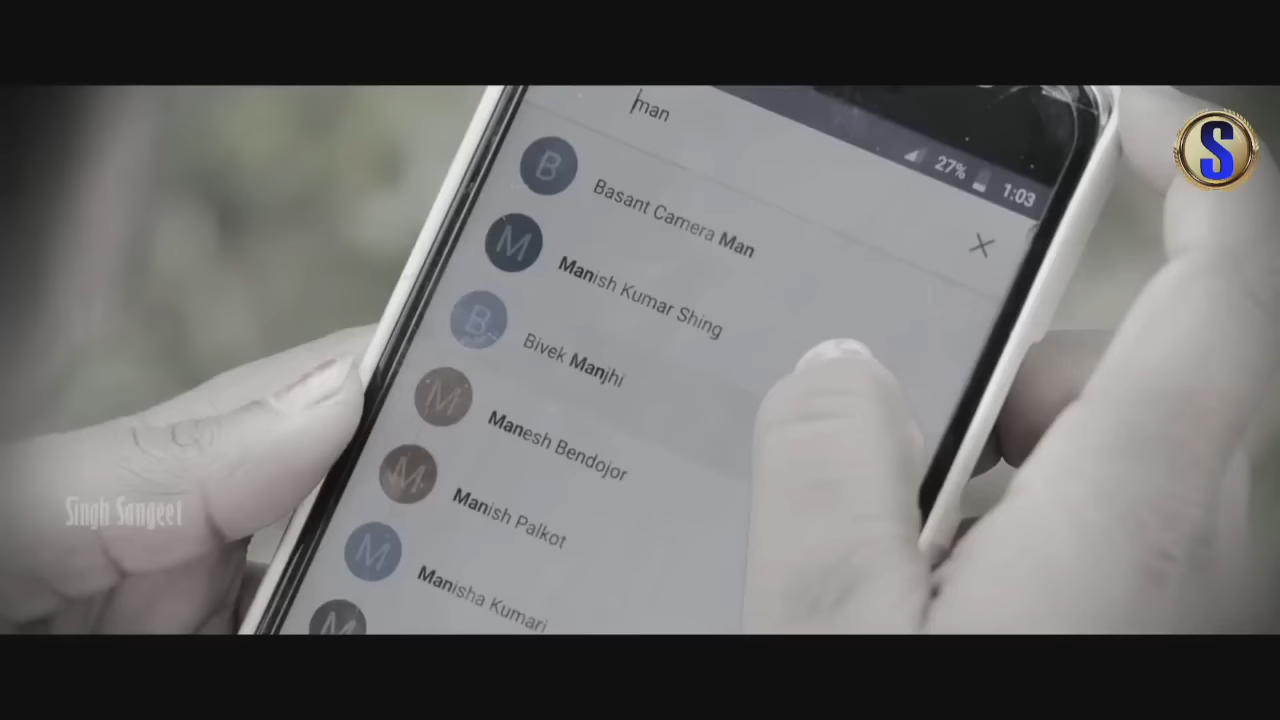 man
27% 1:03
S
Basant Camera Man
Manish Kumar Shing
Bivek Manjhi
Manesh Bendojor
Manish Palkot
Manisha Kumari
B
M
B
M
M
M
M
Singh Sangeet